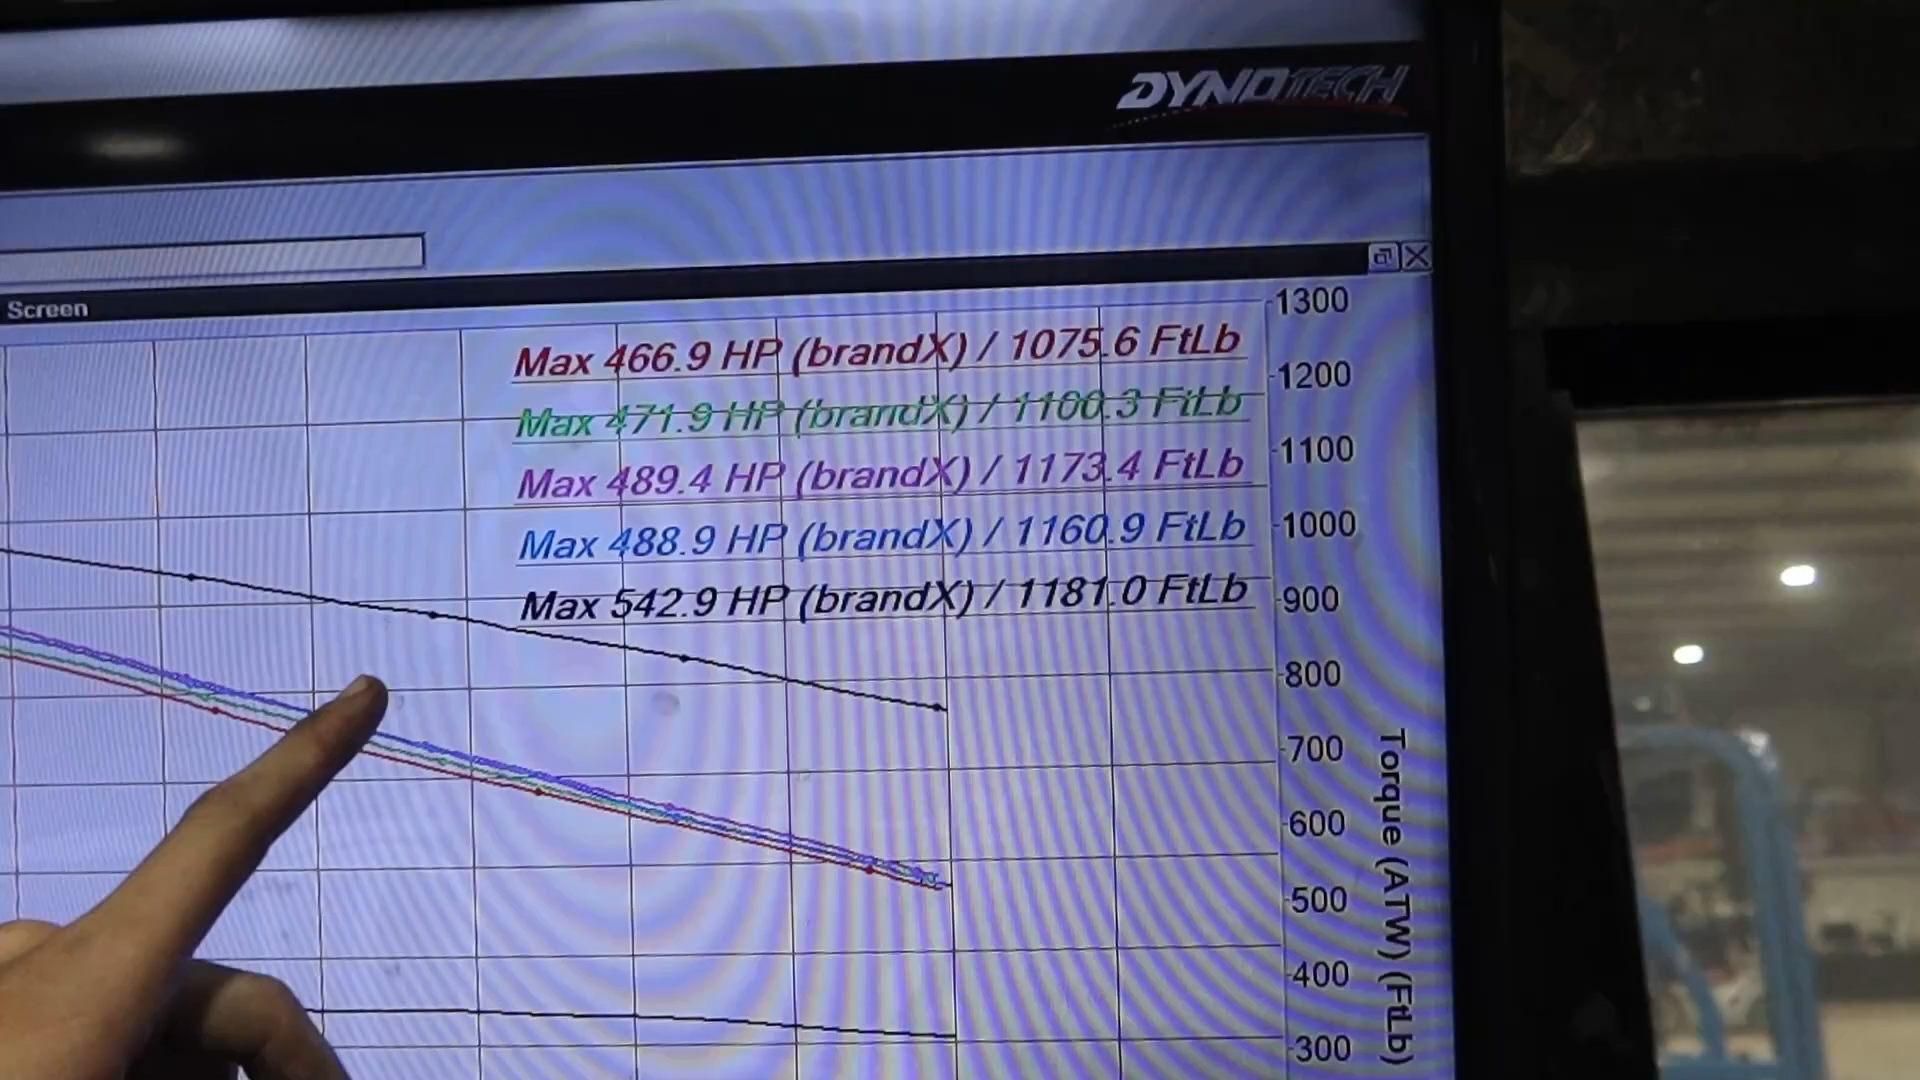 DYNOTECH
Screen
Max 466.9 HP (brandX) / 1075.6 FtLb
Max 471.9 HP (brandX) / 1100.3 FtLb
Max 489.4 HP (brandX) / 1173.4 FtLb
Max 488.9 HP (brandX) / 1160.9 FtLb
Max 542.9 HP (brandX) / 1181.0 FtLb
1300
1200
1100
1000
900
800
700
600
500
400
300
Torque (ATW) (FtLb)